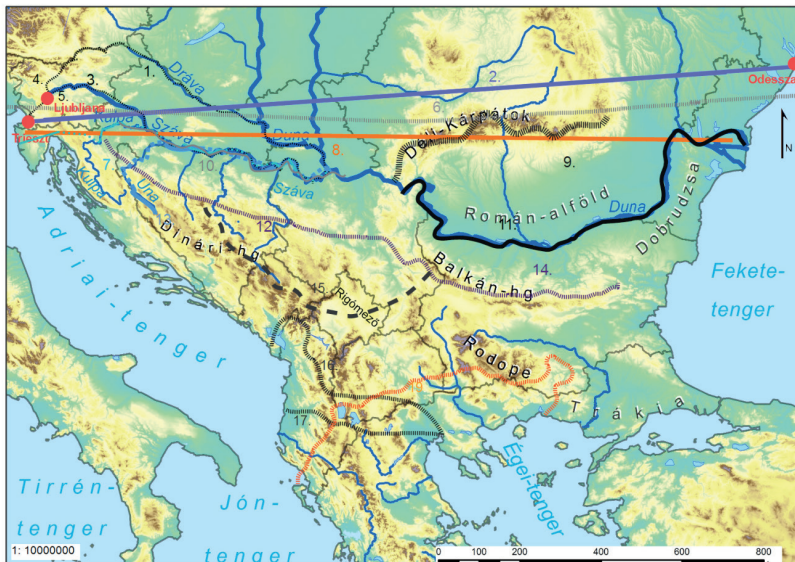 1.
Dráva
2.
Odessza
4.
3.
5.
Ljubljana
6.
Trieszt
Kulpa
Száva
Duna
8.
Déli-Kárpátok
N
7.
10.
9.
Kulpa
Una
Száva
Román-alföld
Duna
Dobrudzsa
11.
12.
Dinári-hg
Balkán-hg
14.
15.
Rigómező
Adriai-tenger
Fekete-
tenger
16.
Rodope
Trákia
17.
Égei-tenger
Tirrén-
tenger
Jón-
tenger
1: 10000000
0 100 200 400 600 800